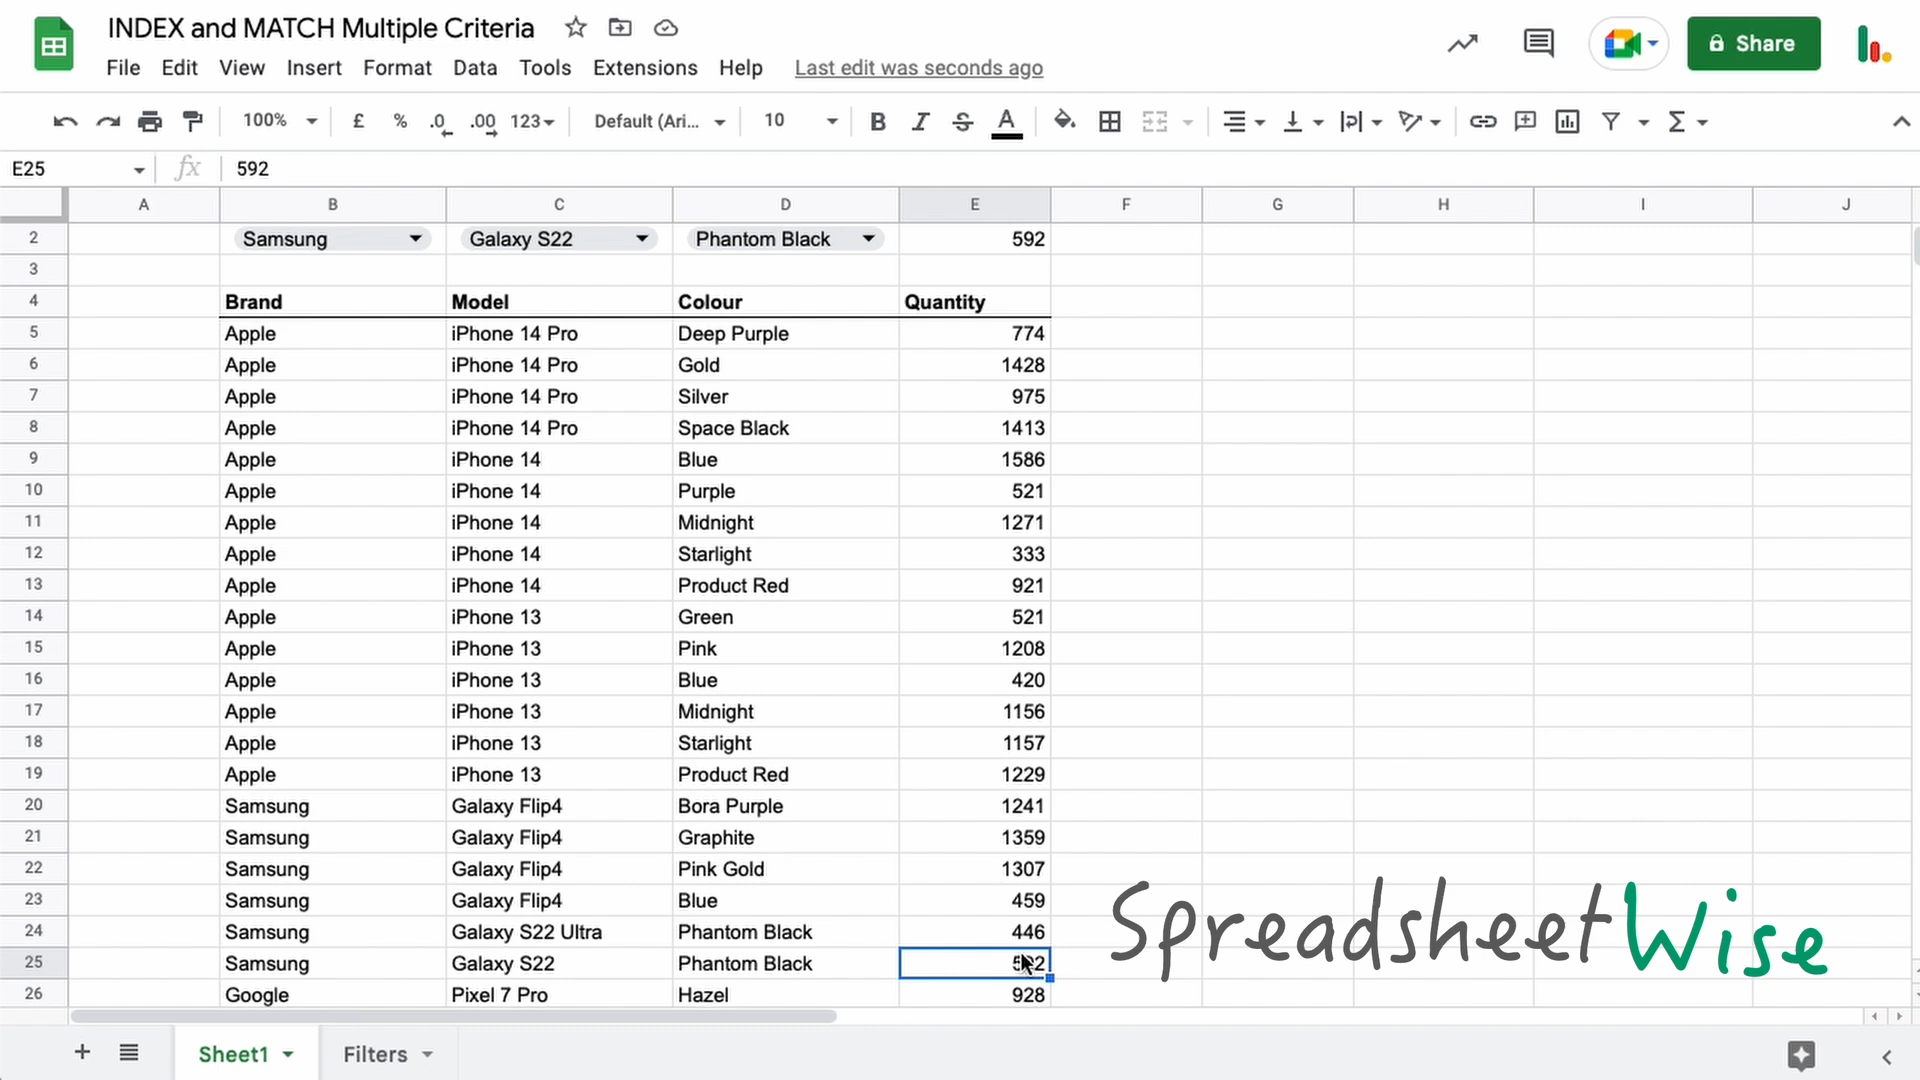 INDEX and MATCH Multiple Criteria
File Edit View Insert Format Data Tools Extensions Help Last edit was seconds ago
Share
100% £ % .0 .00 123 Default (Ari... 10 B I S A
E25 fx 592
A B C D E F G H I J
2 Samsung Galaxy S22 Phantom Black 592
3
4 Brand Model Colour Quantity
5 Apple iPhone 14 Pro Deep Purple 774
6 Apple iPhone 14 Pro Gold 1428
7 Apple iPhone 14 Pro Silver 975
8 Apple iPhone 14 Pro Space Black 1413
9 Apple iPhone 14 Blue 1586
10 Apple iPhone 14 Purple 521
11 Apple iPhone 14 Midnight 1271
12 Apple iPhone 14 Starlight 333
13 Apple iPhone 14 Product Red 921
14 Apple iPhone 13 Green 521
15 Apple iPhone 13 Pink 1208
16 Apple iPhone 13 Blue 420
17 Apple iPhone 13 Midnight 1156
18 Apple iPhone 13 Starlight 1157
19 Apple iPhone 13 Product Red 1229
20 Samsung Galaxy Flip4 Bora Purple 1241
21 Samsung Galaxy Flip4 Graphite 1359
22 Samsung Galaxy Flip4 Pink Gold 1307
23 Samsung Galaxy Flip4 Blue 459
24 Samsung Galaxy S22 Ultra Phantom Black 446
25 Samsung Galaxy S22 Phantom Black 592
26 Google Pixel 7 Pro Hazel 928
SpreadsheetWise
Sheet1 Filters